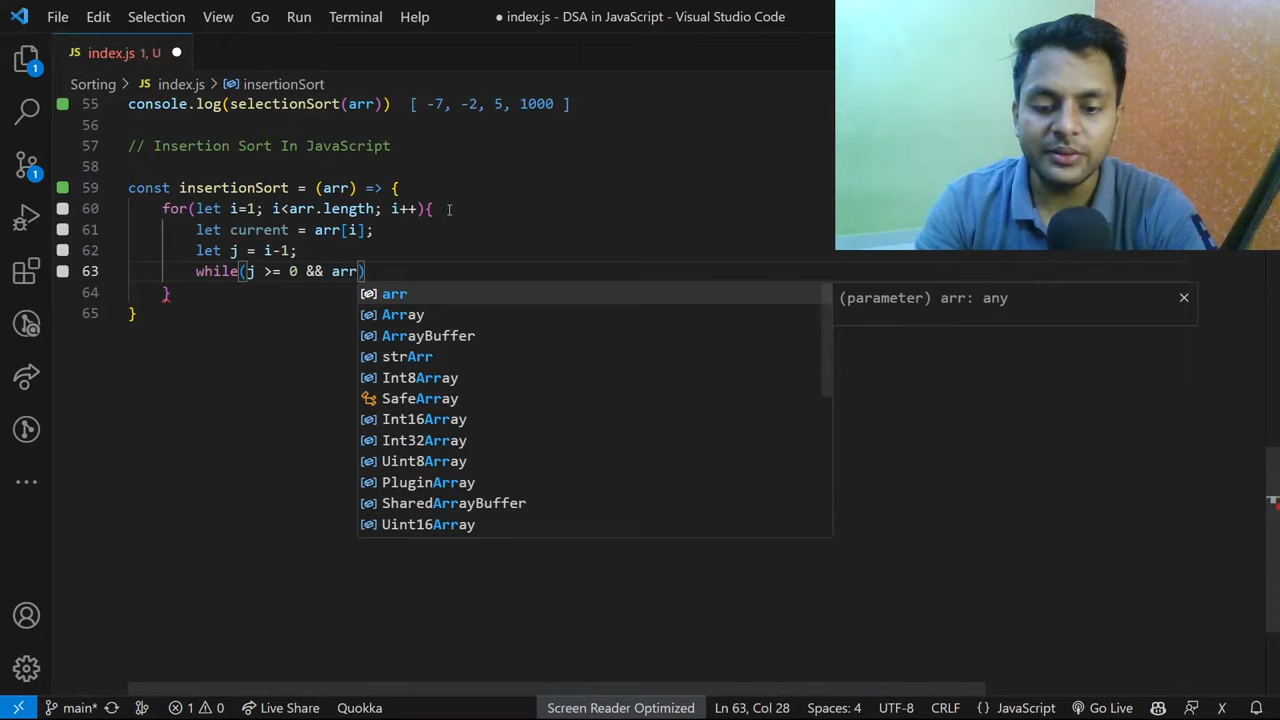 File Edit Selection View Go Run Terminal Help
● index.js - DSA in JavaScript - Visual Studio Code
JS index.js 1, U ●
Sorting > JS index.js > insertionSort
55 console.log(selectionSort(arr)) [ -7, -2, 5, 1000 ]
56
57 // Insertion Sort In JavaScript
58
59 const insertionSort = (arr) => {
60 for(let i=1; i<arr.length; i++){
61 let current = arr[i];
62 let j = i-1;
63 while(j >= 0 && arr)
64 }
65 }
arr
(parameter) arr: any
Array
ArrayBuffer
strArr
Int8Array
SafeArray
Int16Array
Int32Array
Uint8Array
PluginArray
SharedArrayBuffer
Uint16Array
1
1
main* 1 0 Live Share Quokka Screen Reader Optimized Ln 63, Col 28 Spaces: 4 UTF-8 CRLF { } JavaScript Go Live